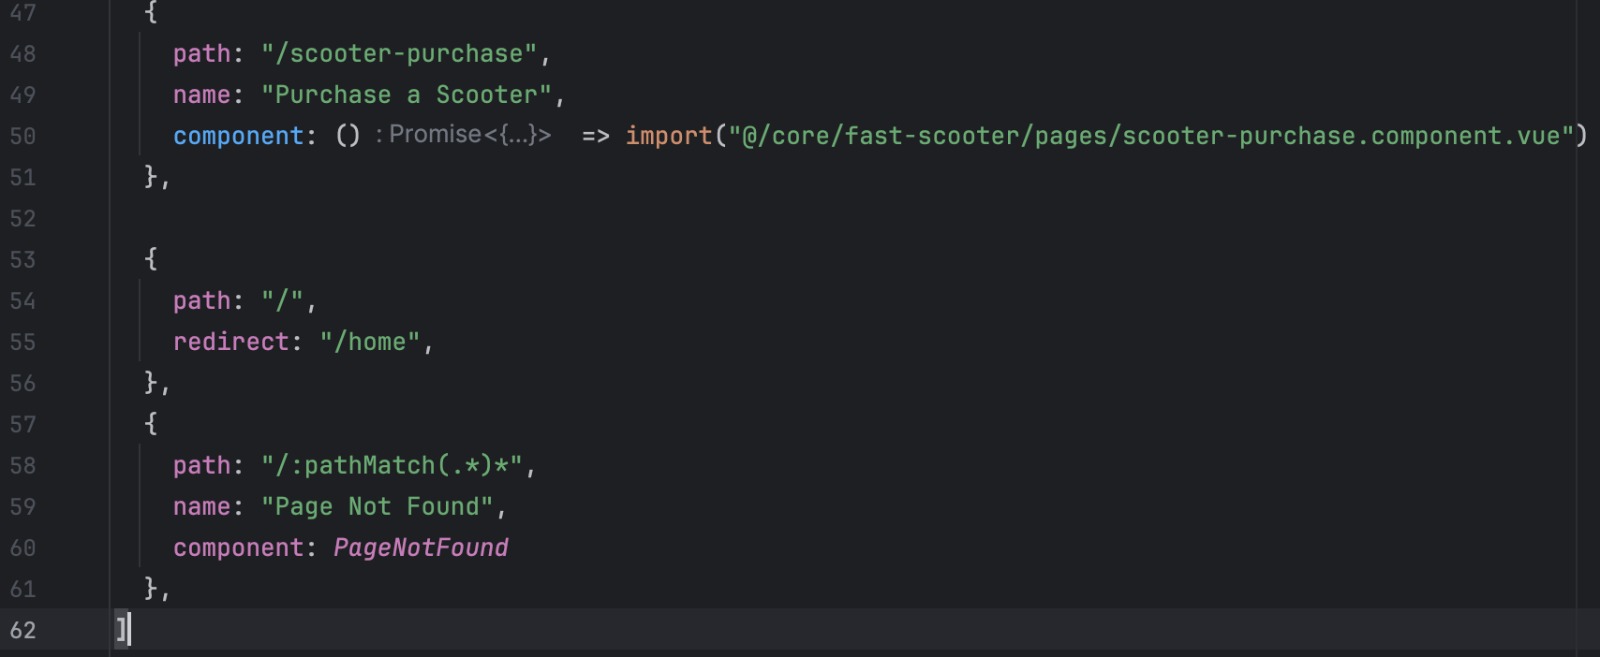 47 {
48 path: "/scooter-purchase",
49 name: "Purchase a Scooter",
50 component: () : Promise<{...}> => import("@/core/fast-scooter/pages/scooter-purchase.component.vue")
51 },
52
53 {
54 path: "/",
55 redirect: "/home",
56 },
57 {
58 path: "/:pathMatch(.*)*",
59 name: "Page Not Found",
60 component: PageNotFound
61 },
62 ]